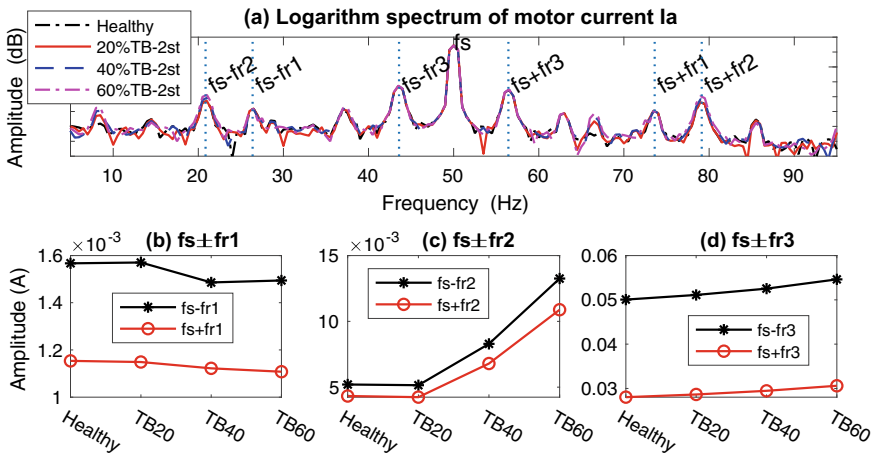 (a) Logarithm spectrum of motor current Ia
Amplitude (dB)
Healthy
20%TB-2st
40%TB-2st
60%TB-2st
fs-fr2
fs-fr1
fs-fr3
fs
fs+fr3
fs+fr1
fs+fr2
10 20 30 40 50 60 70 80 90
Frequency (Hz)
(b) fs±fr1
×10-3
Amplitude (A)
1.6
1.4
1.2
1
fs-fr1
fs+fr1
Healthy TB20 TB40 TB60
(c) fs±fr2
15 ×10-3
10
5
fs-fr2
fs+fr2
Healthy TB20 TB40 TB60
(d) fs±fr3
0.06
0.05
0.04
0.03
fs-fr3
fs+fr3
Healthy TB20 TB40 TB60